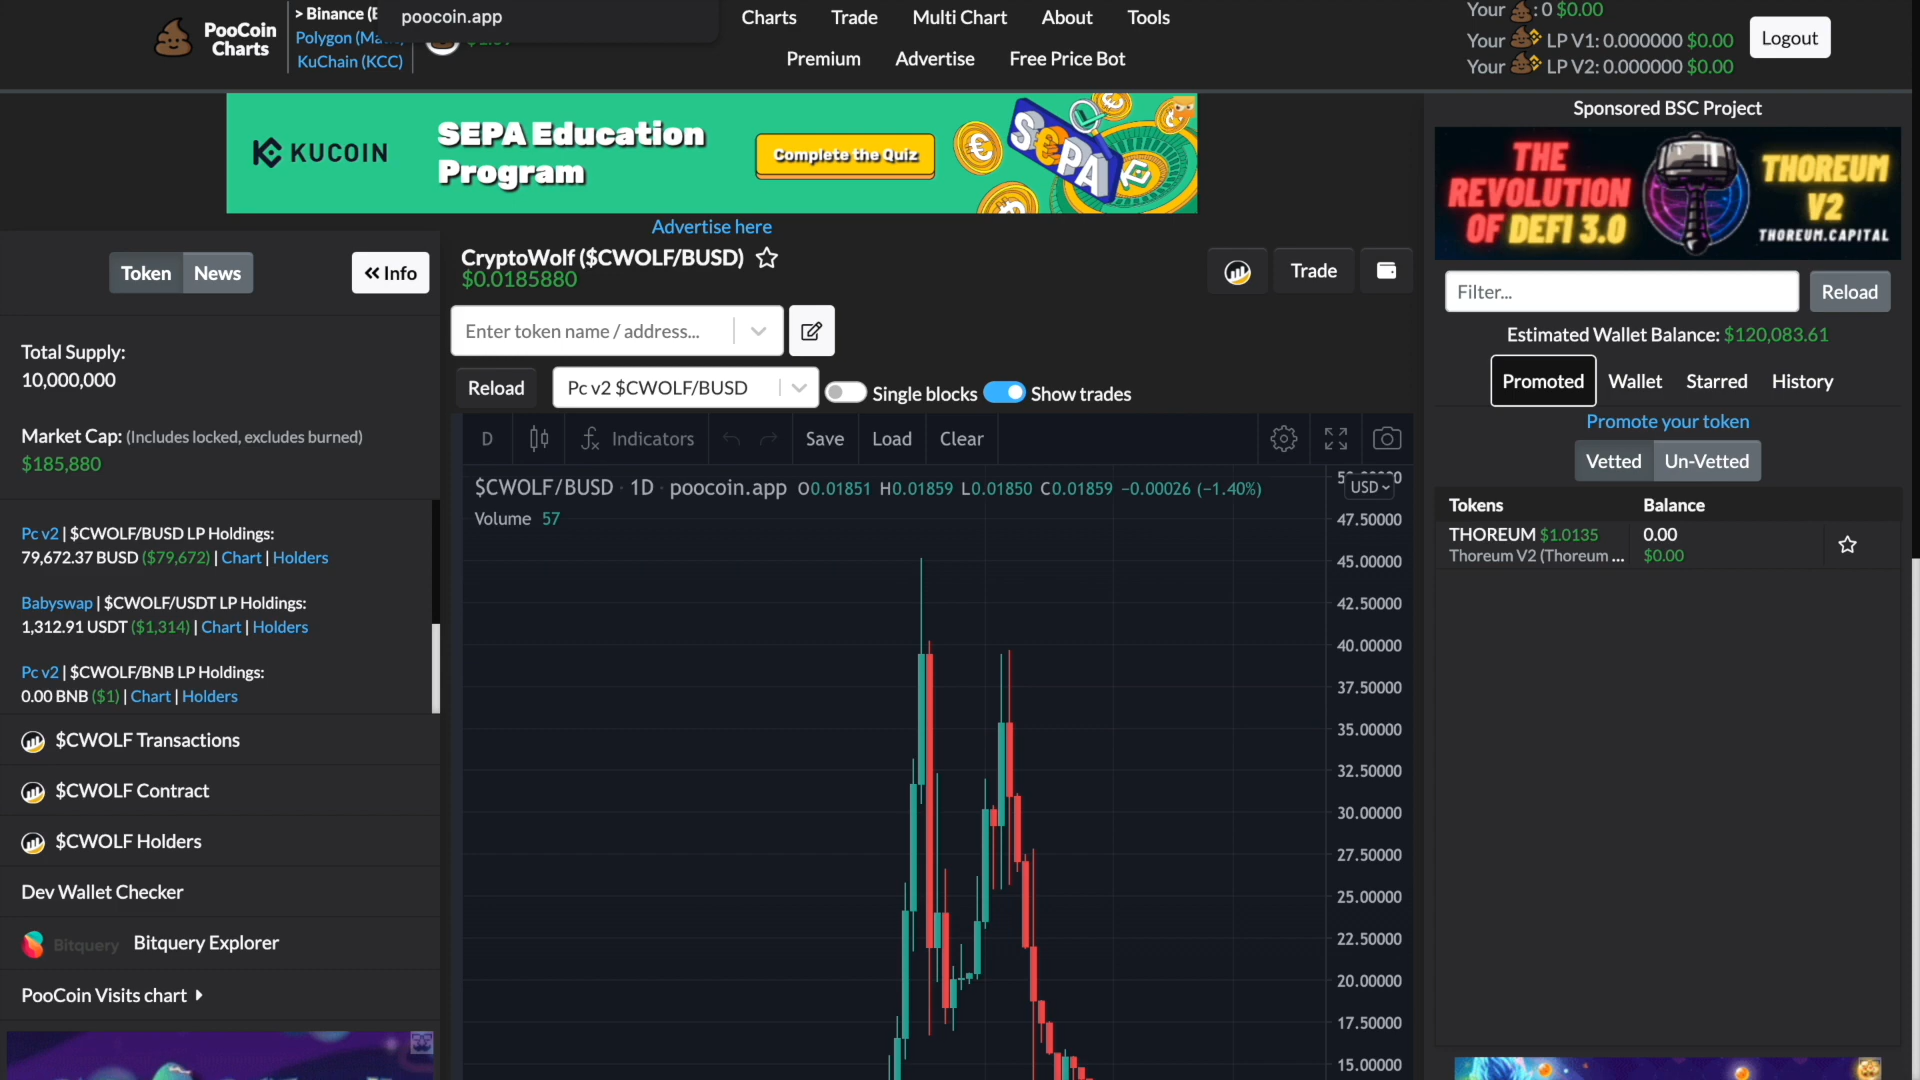 PooCoin
Charts
> Binance (B
Polygon (Ma
KuChain (KCC)
poocoin.app
Charts
Trade
Multi Chart
About
Tools
Premium
Advertise
Free Price Bot
Your : 0 $0.00
Your LP V1: 0.000000 $0.00
Your LP V2: 0.000000 $0.00
Logout
KUCOIN
SEPA Education
Program
Complete the Quiz
S€PA
Advertise here
Sponsored BSC Project
THE
REVOLUTION
OF DEFI 3.0
THOREUM
V2
THOREUM.CAPITAL
Token
News
« Info
Total Supply:
10,000,000
Market Cap: (Includes locked, excludes burned)
$185,880
Pc v2 | $CWOLF/BUSD LP Holdings:
79,672.37 BUSD ($79,672) | Chart | Holders
Babyswap | $CWOLF/USDT LP Holdings:
1,312.91 USDT ($1,314) | Chart | Holders
Pc v2 | $CWOLF/BNB LP Holdings:
0.00 BNB ($1) | Chart | Holders
$CWOLF Transactions
$CWOLF Contract
$CWOLF Holders
Dev Wallet Checker
Bitquery Bitquery Explorer
PooCoin Visits chart
CryptoWolf ($CWOLF/BUSD)
$0.0185880
Trade
Enter token name / address...
Reload
Pc v2 $CWOLF/BUSD
Single blocks
Show trades
D
Indicators
Save
Load
Clear
$CWOLF/BUSD · 1D · poocoin.app O0.01851 H0.01859 L0.01850 C0.01859 −0.00026 (−1.40%)
Volume 57
USD
47.50000
45.00000
42.50000
40.00000
37.50000
35.00000
32.50000
30.00000
27.50000
25.00000
22.50000
20.00000
17.50000
15.00000
Filter...
Reload
Estimated Wallet Balance: $120,083.61
Promoted
Wallet
Starred
History
Promote your token
Vetted
Un-Vetted
Tokens
Balance
THOREUM $1.0135
0.00
Thoreum V2 (Thoreum ...
$0.00